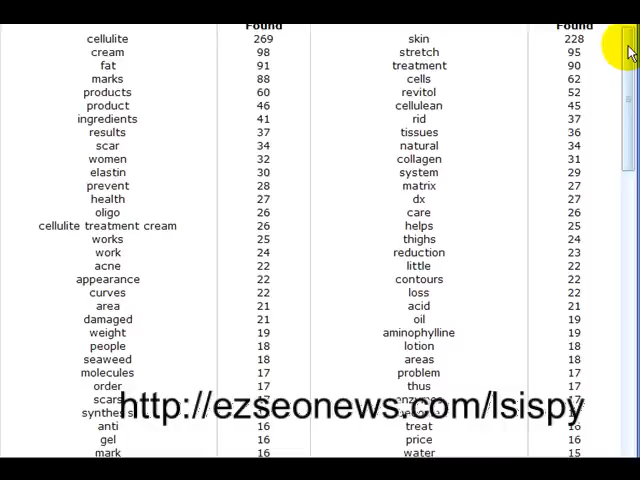 Found Found
cellulite 269 skin 228
cream 98 stretch 95
fat 91 treatment 90
marks 88 cells 62
products 60 revitol 52
product 46 cellulean 45
ingredients 41 rid 37
results 37 tissues 36
scar 34 natural 34
women 32 collagen 31
elastin 30 system 29
prevent 28 matrix 27
health 27 dx 27
oligo 26 care 26
cellulite treatment cream 26 helps 25
works 25 thighs 24
work 24 reduction 23
acne 22 little 22
appearance 22 contours 22
curves 22 loss 22
area 21 acid 21
damaged 21 oil 19
weight 19 aminophylline 19
people 18 lotion 18
seaweed 18 areas 18
molecules 17 problem 17
order 17 thus 17
scars 17 enzymes 17
http://ezseonews.com/lsispy
anti 16 treat 16
gel 16 price 16
mark 16 water 15